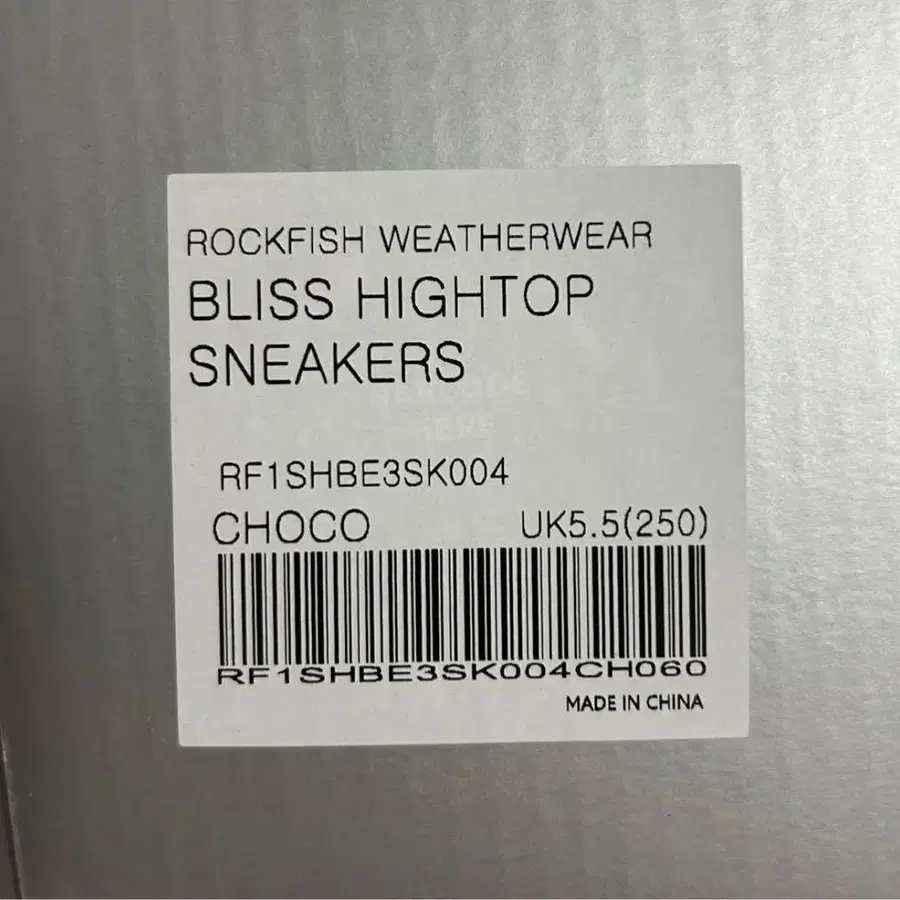 ROCKFISH WEATHERWEAR
BLISS HIGHTOP
SNEAKERS
RF1SHBE3SK004
CHOCO UK5.5(250)
RF1SHBE3SK004CH060
MADE IN CHINA